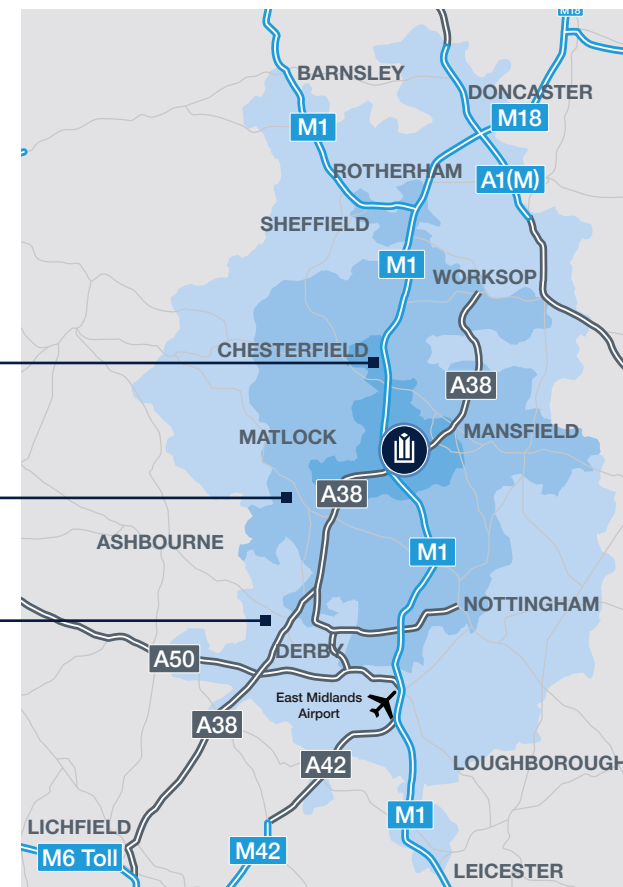 M18
BARNSLEY
DONCASTER
M1
M18
ROTHERHAM
A1(M)
SHEFFIELD
M1
WORKSOP
CHESTERFIELD
A38
MATLOCK
MANSFIELD
A38
ASHBOURNE
M1
NOTTINGHAM
DERBY
A50
East Midlands
Airport
A38
A42
LOUGHBOROUGH
M1
LICHFIELD
M6 Toll
M42
LEICESTER